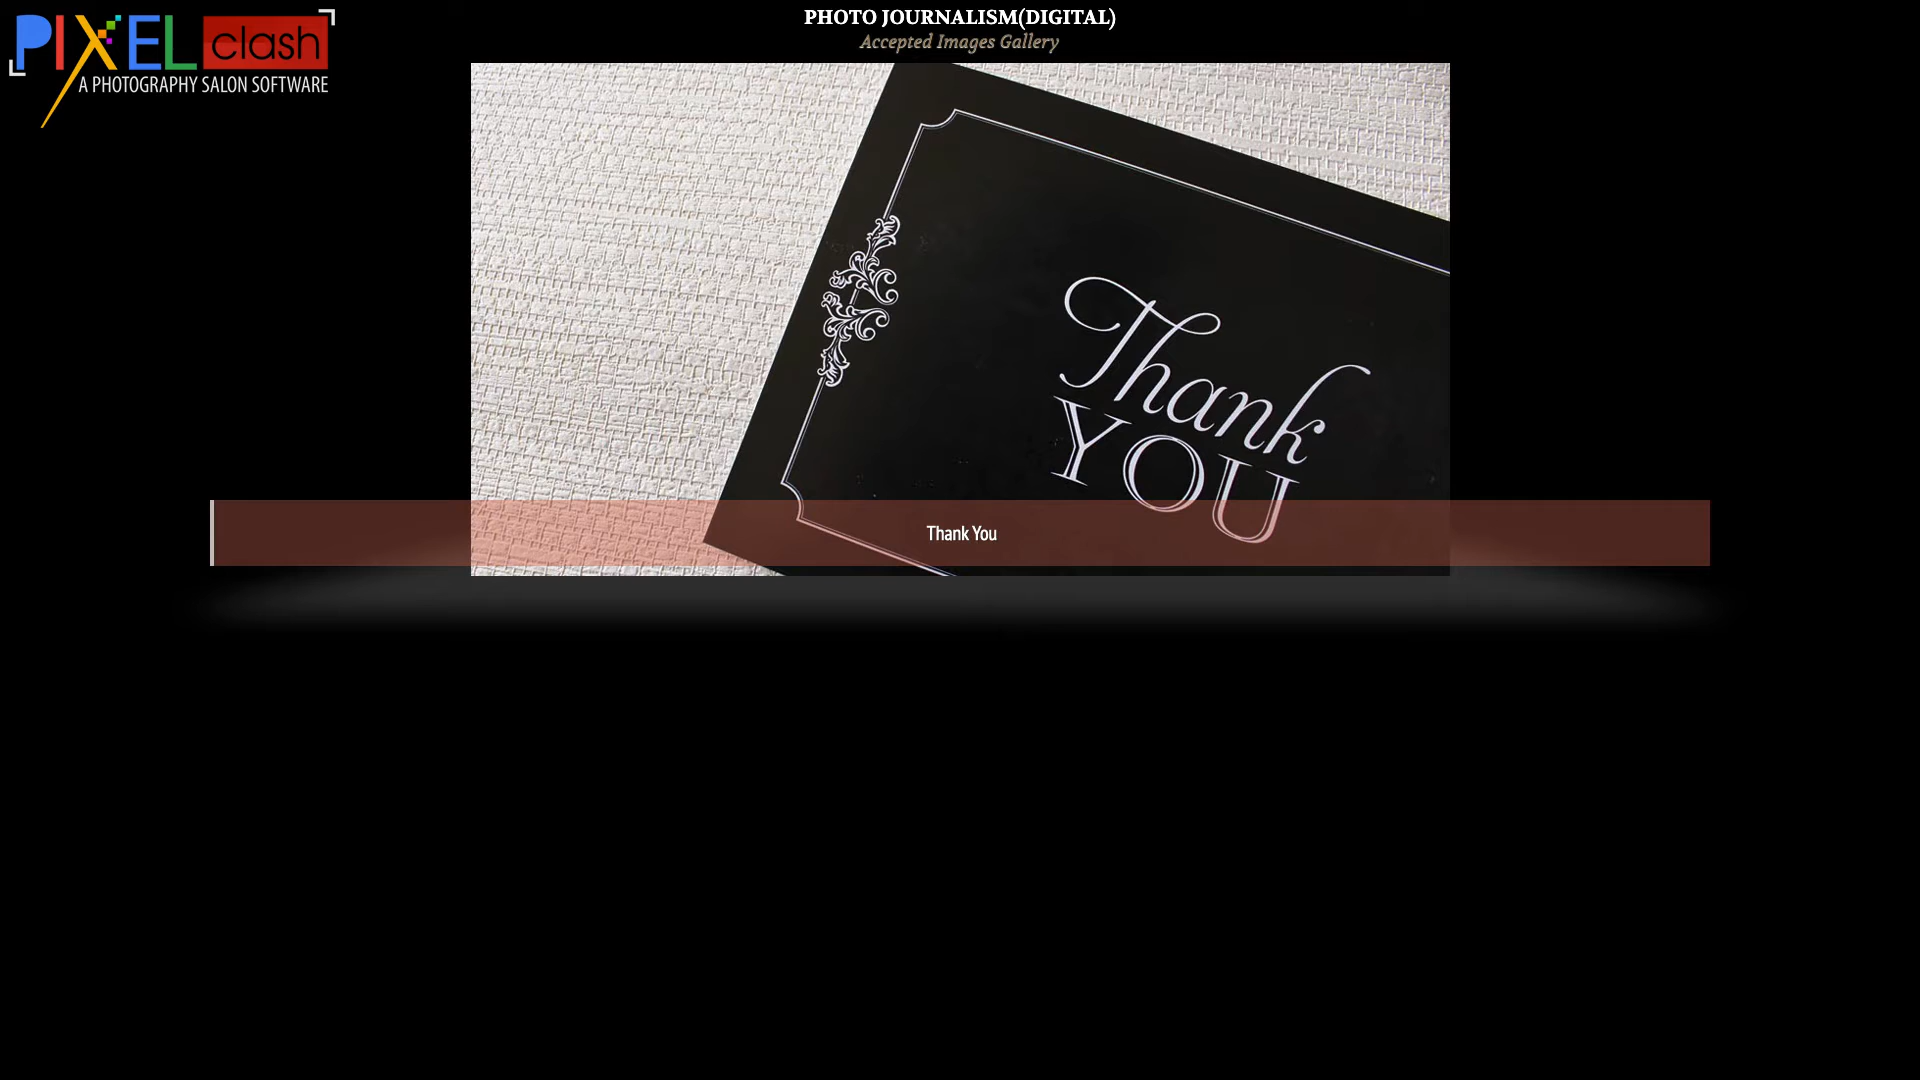 PIXEL clash
A PHOTOGRAPHY SALON SOFTWARE
PHOTO JOURNALISM(DIGITAL)
Accepted Images Gallery
Thank
YOU
Thank You